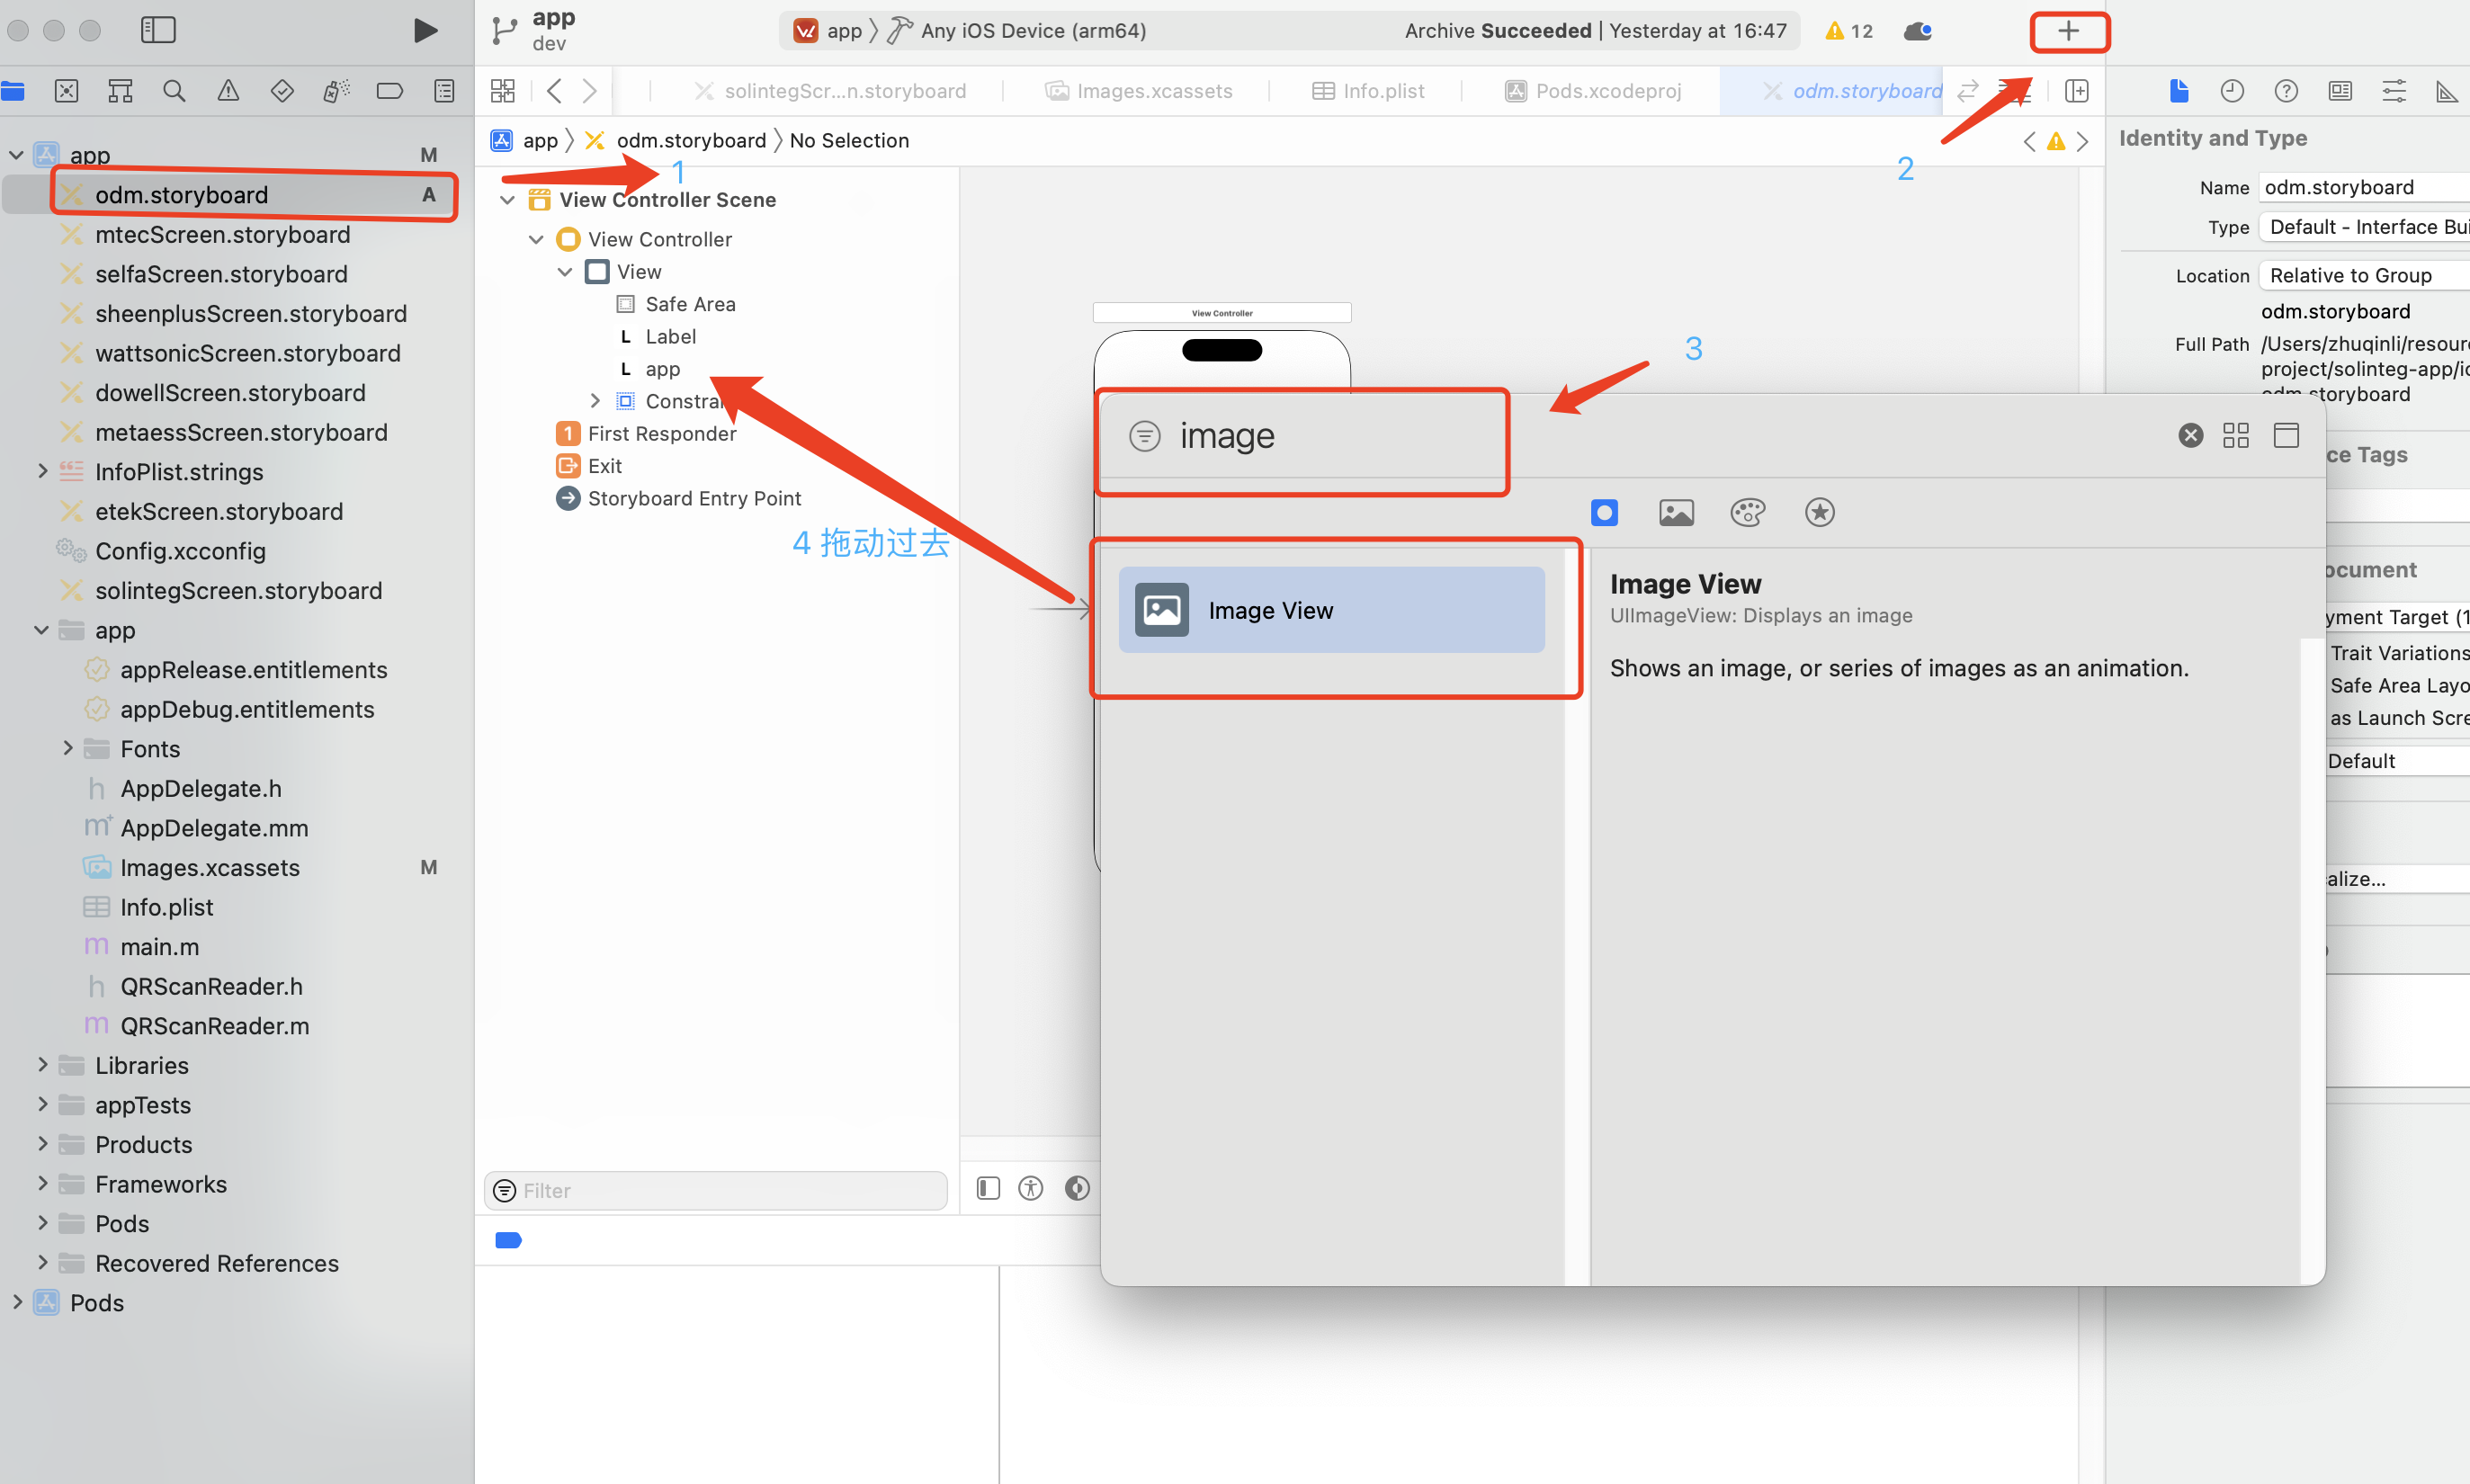 app
dev
app
Any iOS Device (arm64)
Archive Succeeded | Yesterday at 16:47
12
solintegScr...n.storyboard
Images.xcassets
Info.plist
Pods.xcodeproj
odm.storyboard
app
odm.storyboard
No Selection
1
2
3
4 拖动过去
app
M
odm.storyboard
A
mtecScreen.storyboard
selfaScreen.storyboard
sheenplusScreen.storyboard
wattsonicScreen.storyboard
dowellScreen.storyboard
metaessScreen.storyboard
InfoPlist.strings
etekScreen.storyboard
Config.xcconfig
solintegScreen.storyboard
app
appRelease.entitlements
appDebug.entitlements
Fonts
AppDelegate.h
AppDelegate.mm
Images.xcassets
M
Info.plist
main.m
QRScanReader.h
QRScanReader.m
Libraries
appTests
Products
Frameworks
Pods
Recovered References
Pods
View Controller Scene
View Controller
View
Safe Area
L Label
L app
Constrai
1 First Responder
Exit
Storyboard Entry Point
Filter
View Controller
image
Image View
Image View
UIImageView: Displays an image
Shows an image, or series of images as an animation.
Identity and Type
Name odm.storyboard
Type Default - Interface Bui
Location Relative to Group
odm.storyboard
Full Path /Users/zhuqinli/resourc
project/solinteg-app/io
odm.storyboard
ce Tags
ocument
yment Target (1
Trait Variations
Safe Area Layo
as Launch Scre
Default
alize...